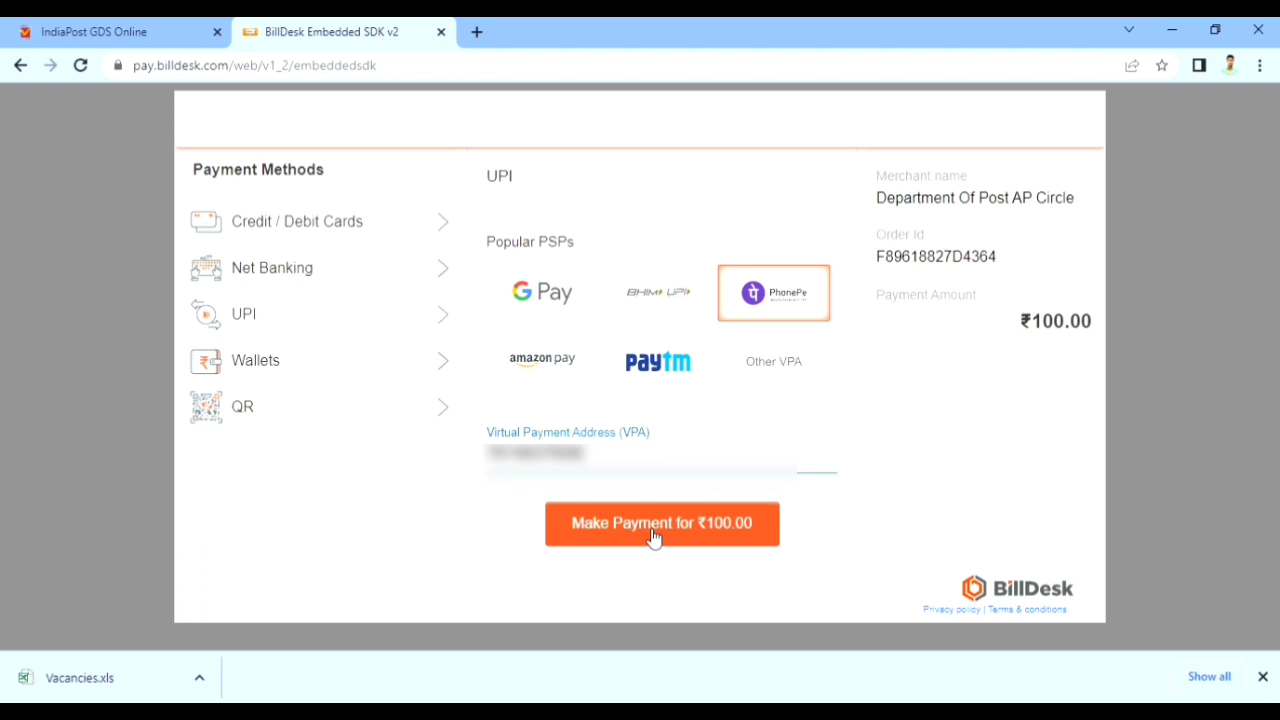 IndiaPost GDS Online
BillDesk Embedded SDK v2
pay.billdesk.com/web/v1_2/embeddedsdk
Payment Methods
Credit / Debit Cards
Net Banking
UPI
Wallets
QR
UPI
Popular PSPs
G Pay
BHIM UPI
PhonePe
amazon pay
paytm
Other VPA
Virtual Payment Address (VPA)
Make Payment for ₹100.00
Merchant name
Department Of Post AP Circle
Order Id
F89618827D4364
Payment Amount
₹100.00
BillDesk
Privacy policy | Terms & conditions
Vacancies.xls
Show all